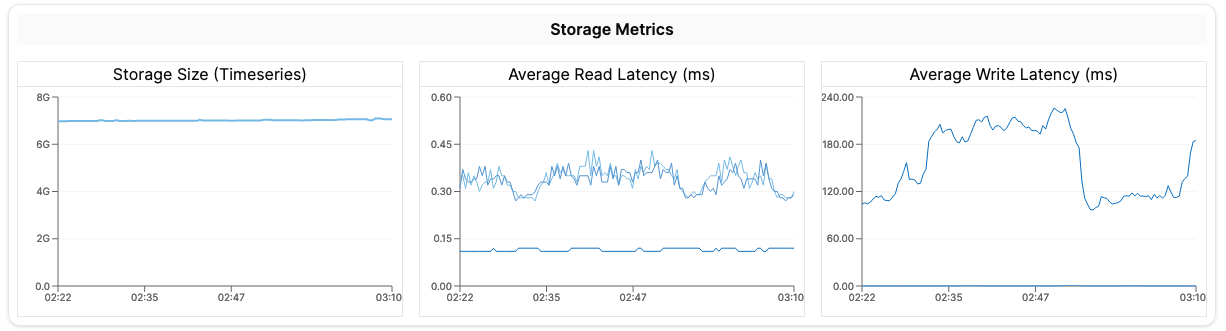 Storage Metrics
Storage Size (Timeseries)
8G
6G
4G
2G
0.0
02:22
02:35
02:47
03:10
Average Read Latency (ms)
0.60
0.45
0.30
0.15
0.00
02:22
02:35
02:47
03:10
Average Write Latency (ms)
240.00
180.00
120.00
60.00
0.00
02:22
02:35
02:47
03:10